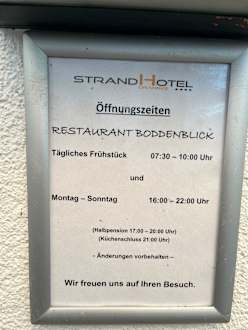 STRANDHOTEL
Öffnungszeiten
RESTAURANT BODDENBLICK
Tägliches Frühstück 07:30 – 10:00 Uhr
und
Montag – Sonntag 16:00 – 22:00 Uhr
(Halbpension 17:00 – 20:00 Uhr)
(Küchenschluss 21:00 Uhr)
- Änderungen vorbehalten –
Wir freuen uns auf Ihren Besuch.